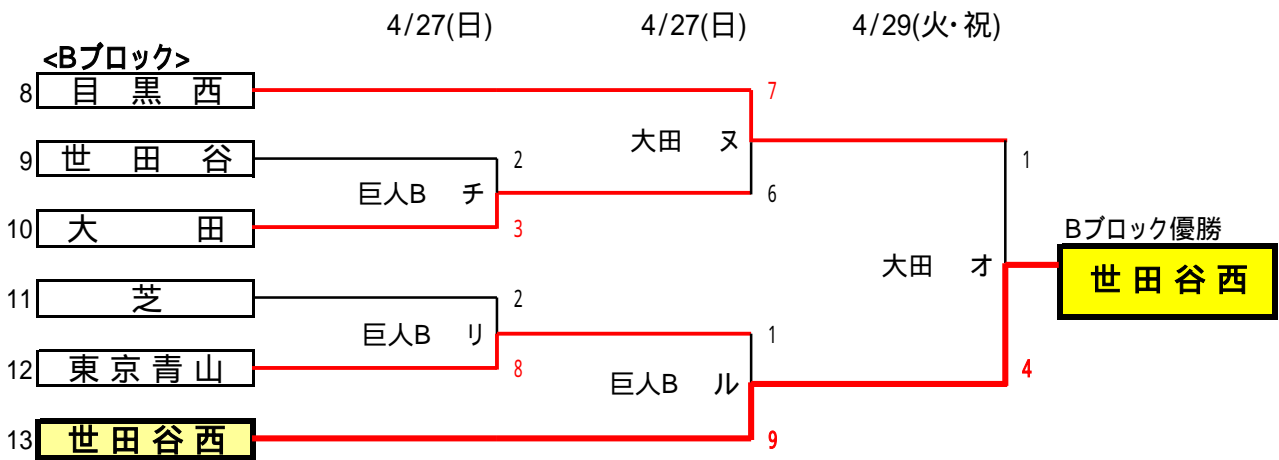 4/27(日) 4/27(日) 4/29(火・祝)
<Bブロック>
8 目黒西 7
大田 ヌ
9 世田谷 2 1
巨人B チ 6
10 大田 3
Bブロック優勝
大田 オ
世田谷西
11 芝 2
巨人B リ 1
12 東京青山 8 4
巨人B ル
13 世田谷西 9